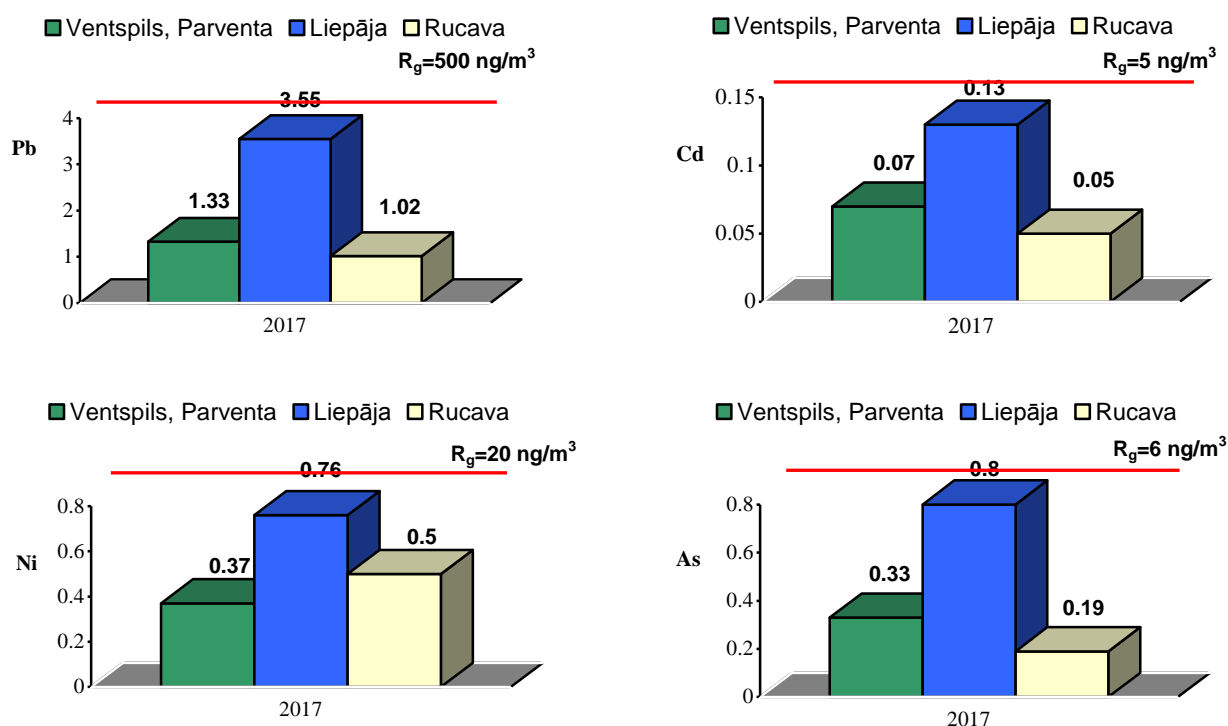 Ventspils, Parventa Liepāja Rucava
R_g=500 ng/m³
Pb
4
3
2
1
0
1.33
3.55
1.02
2017
Ventspils, Parventa Liepāja Rucava
R_g=5 ng/m³
Cd
0.15
0.1
0.05
0
0.07
0.13
0.05
2017
Ventspils, Parventa Liepāja Rucava
R_g=20 ng/m³
Ni
0.8
0.6
0.4
0.2
0
0.37
0.76
0.5
2017
Ventspils, Parventa Liepāja Rucava
R_g=6 ng/m³
As
0.8
0.6
0.4
0.2
0
0.33
0.8
0.19
2017